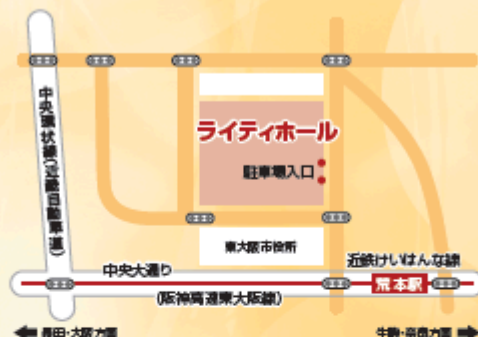 中央環状線(近畿自動車道)
ライティホール
駐車場入口
東大阪市役所
中央大通り
近鉄けいはんな線
荒本駅
(阪神高速東大阪線)
長田・大阪方面
生駒・奈良方面